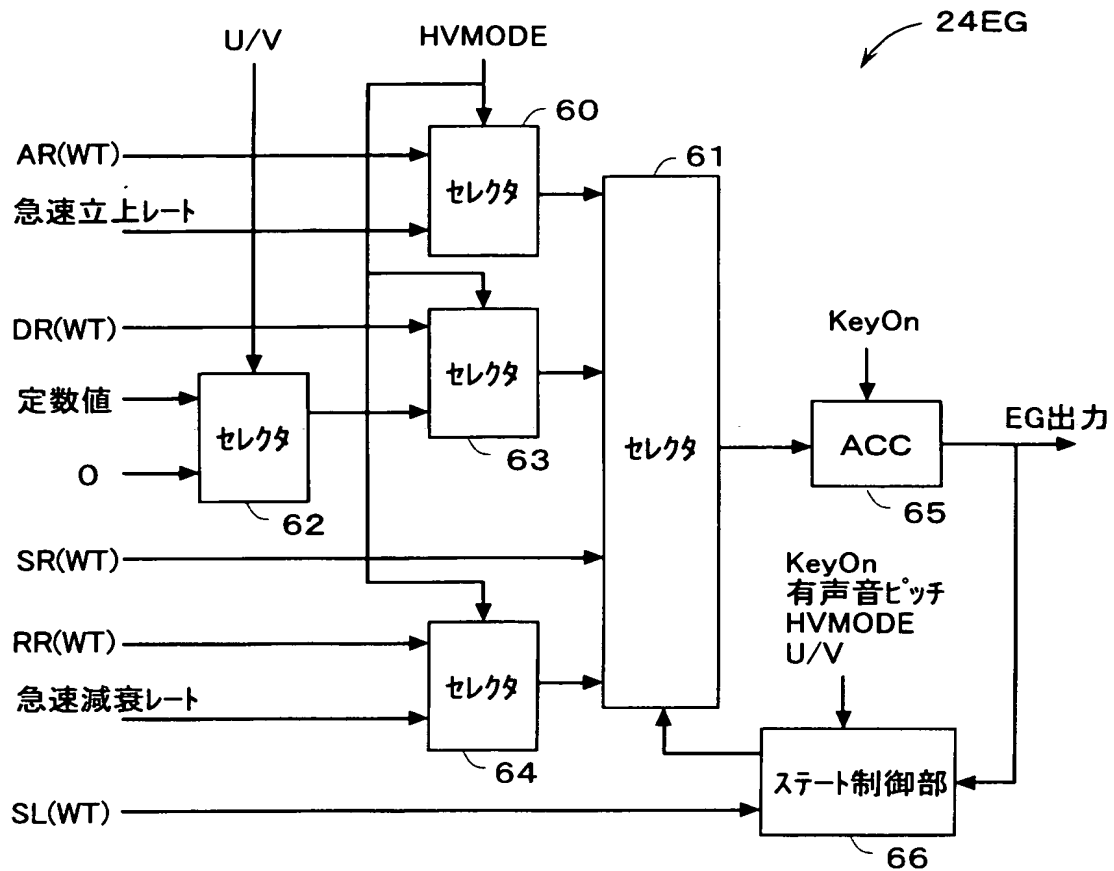 24EG
U/V
HVMODE
60
AR(WT)
セレクタ
急速立上レート
61
DR(WT)
セレクタ
63
定数値
セレクタ
0
62
セレクタ
KeyOn
ACC
65
EG出力
SR(WT)
KeyOn
有声音ピッチ
HVMODE
U/V
RR(WT)
セレクタ
急速減衰レート
64
ステート制御部
66
SL(WT)